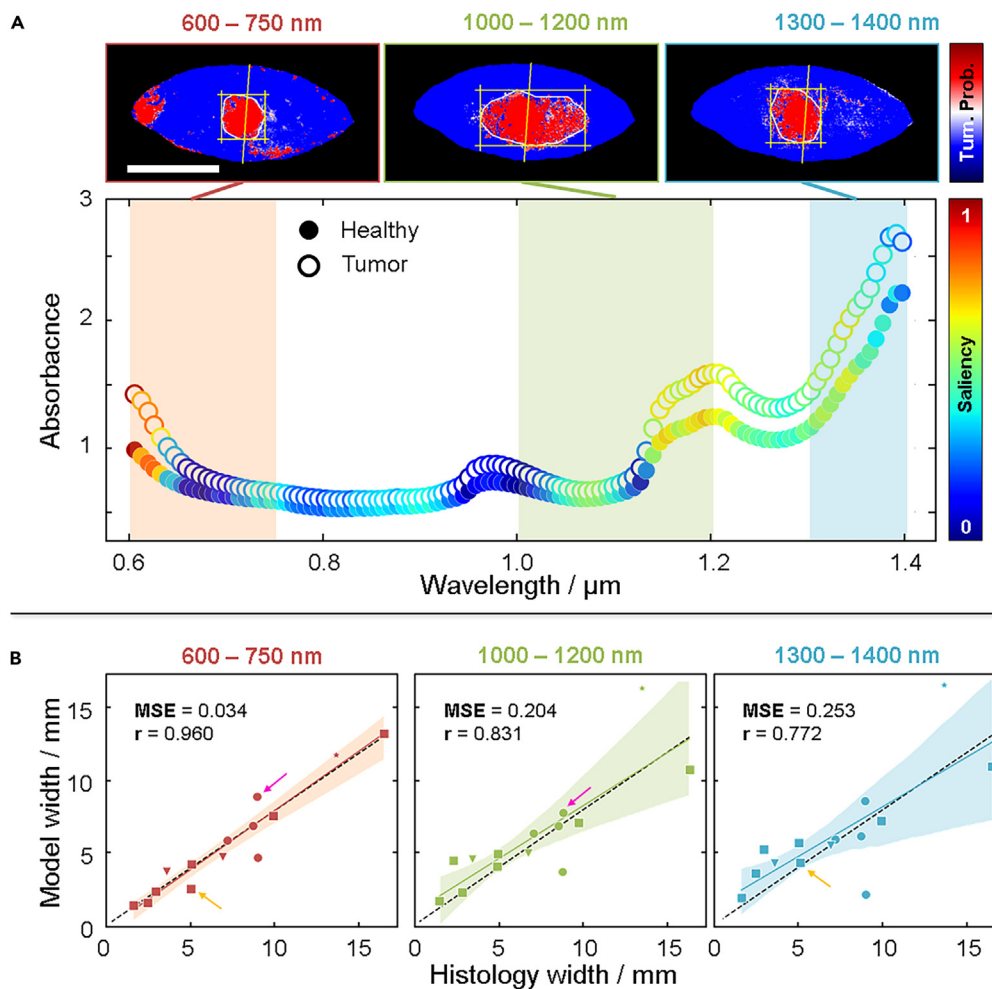 A
600 – 750 nm
1000 – 1200 nm
1300 – 1400 nm
Tum. Prob.
3
2
1
Absorbacnce
Healthy
Tumor
1
Saliency
0
0.6
0.8
1.0
1.2
1.4
Wavelength / µm
B
600 – 750 nm
1000 – 1200 nm
1300 – 1400 nm
15
10
5
0
Model width / mm
MSE = 0.034
r = 0.960
MSE = 0.204
r = 0.831
MSE = 0.253
r = 0.772
0 5 10 15
0 5 10 15
0 5 10 15
Histology width / mm